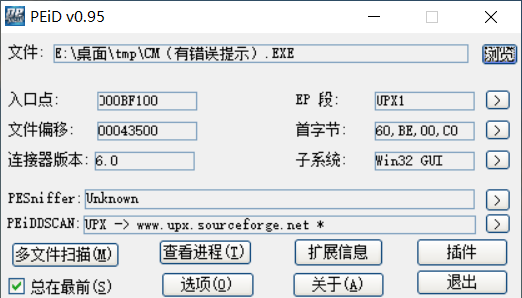 PEiD v0.95
文件: E:\桌面\tmp\CM（有错误提示）.EXE 浏览
入口点: 000BF100 EP 段: UPX1 >
文件偏移: 00043500 首字节: 60,BE,00,C0 >
连接器版本: 6.0 子系统: Win32 GUI >
PESniffer: Unknown >
PEiDDSCAN: UPX -> www.upx.sourceforge.net * >
多文件扫描(M) 查看进程(T) 扩展信息 插件
总在最前(S) 选项(O) 关于(A) 退出